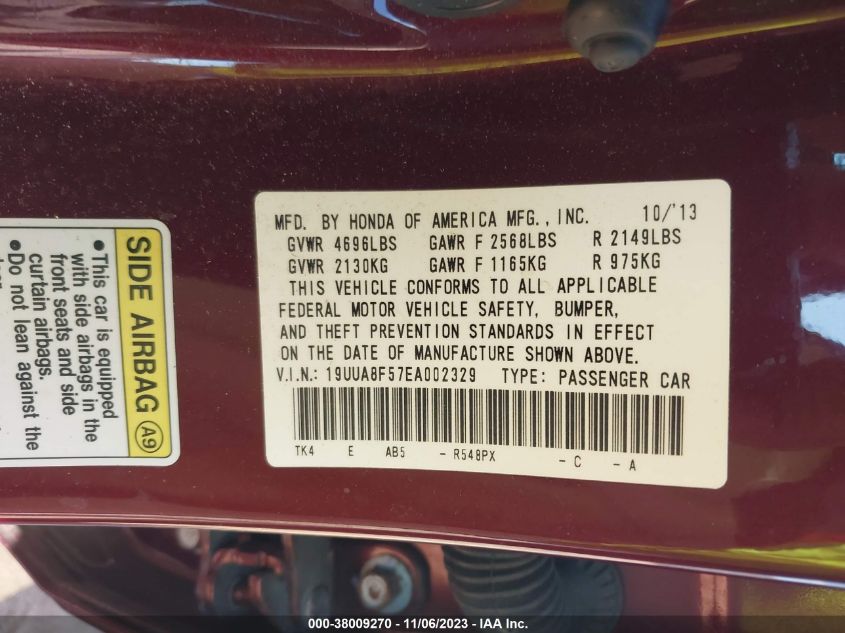 MFD. BY HONDA OF AMERICA MFG., INC. 10/'13
GVWR 4696LBS GAWR F 2568LBS R 2149LBS
GVWR 2130KG GAWR F 1165KG R 975KG
THIS VEHICLE CONFORMS TO ALL APPLICABLE
FEDERAL MOTOR VEHICLE SAFETY, BUMPER,
AND THEFT PREVENTION STANDARDS IN EFFECT
ON THE DATE OF MANUFACTURE SHOWN ABOVE.
V.I.N.: 19UUA8F57EA002329 TYPE: PASSENGER CAR
TK4 E AB5 - R548PX - C - A
SIDE AIRBAG A9
•This car is equipped
with side airbags in the
front seats and side
curtain airbags.
•Do not lean against the
000-38009270 - 11/06/2023 - IAA Inc.